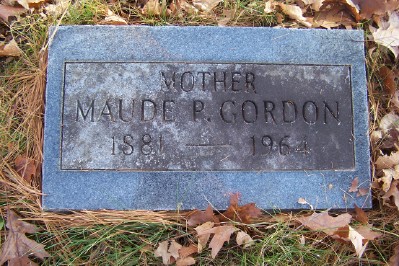 MOTHER
MAUDE P. GORDON
1881 — 1964